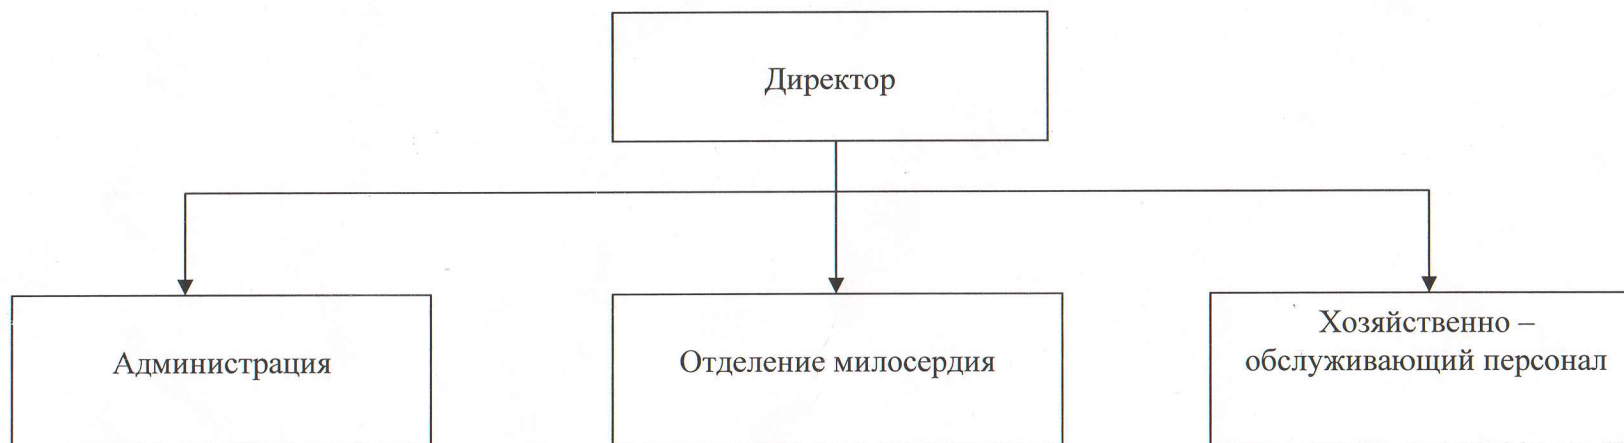 Директор
Администрация
Отделение милосердия
Хозяйственно –
обслуживающий персонал